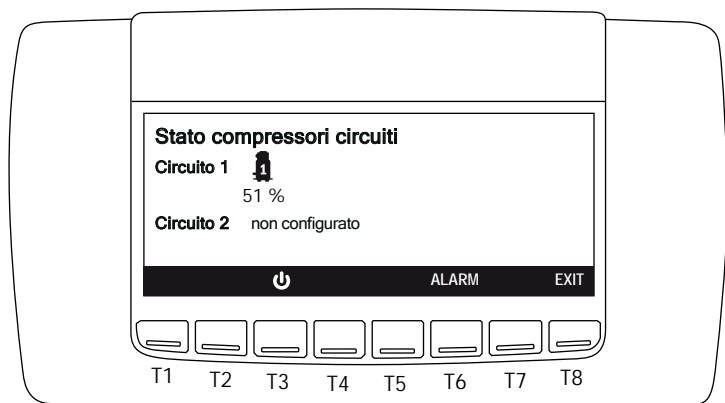 Stato compressori circuiti
Circuito 1 1
51 %
Circuito 2 non configurato
ALARM EXIT
T1 T2 T3 T4 T5 T6 T7 T8